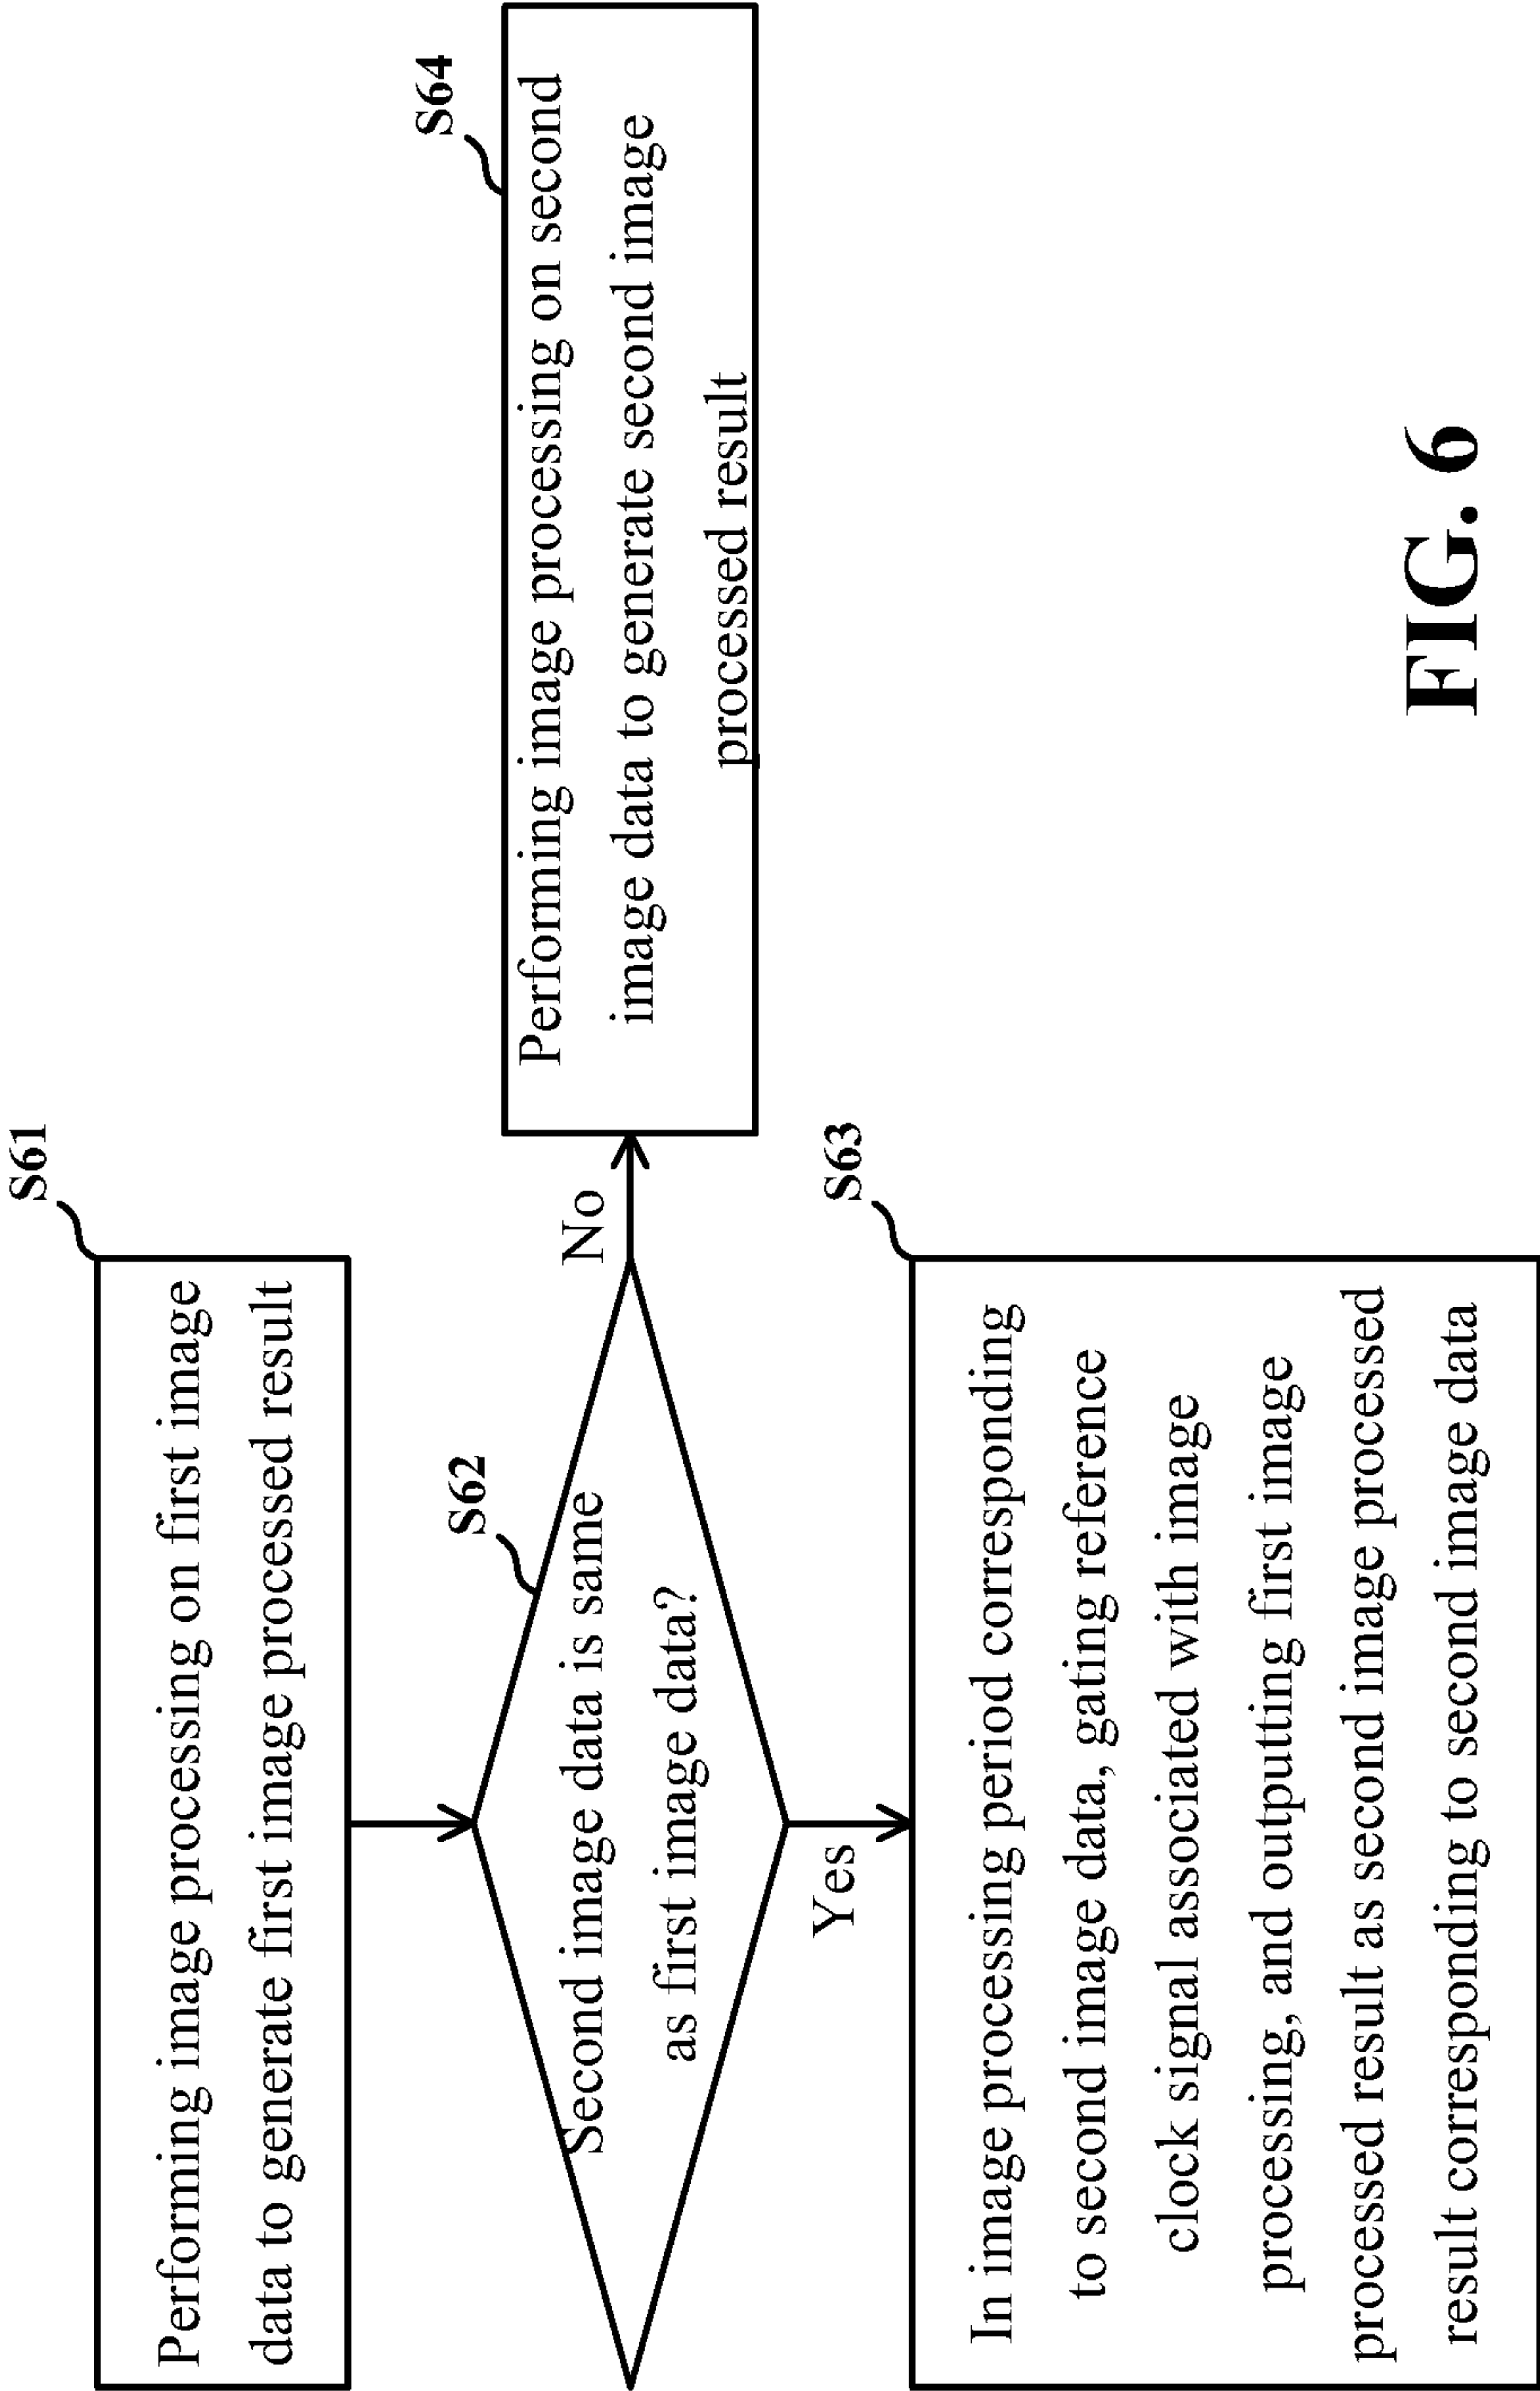 S61
Performing image processing on first image
data to generate first image processed result
S62
Second image data is same
as first image data?
No
S64
Performing image processing on second
image data to generate second image
processed result
Yes
S63
In image processing period corresponding
to second image data, gating reference
clock signal associated with image
processing, and outputting first image
processed result as second image processed
result corresponding to second image data
FIG. 6